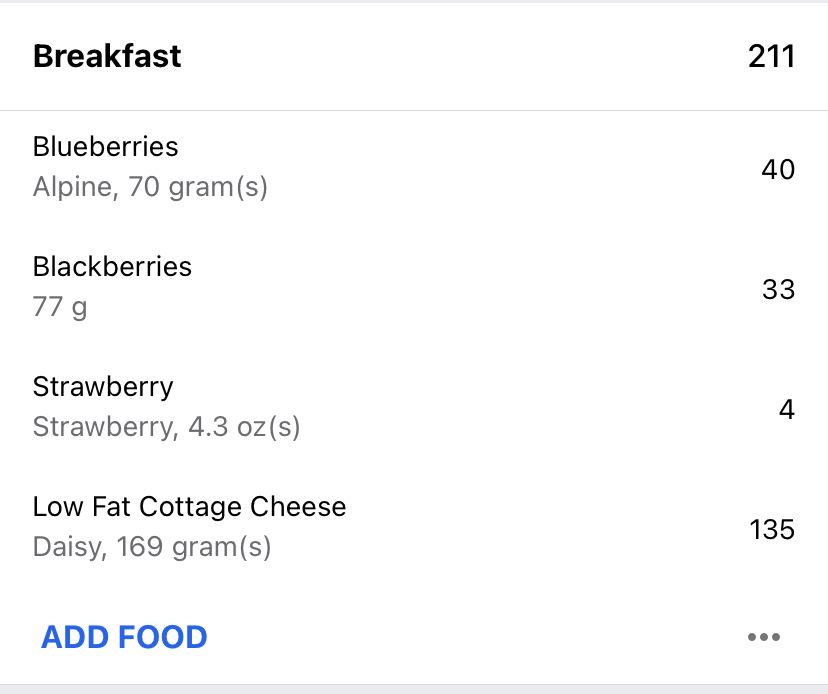 Breakfast 211
Blueberries
Alpine, 70 gram(s) 40
Blackberries
77 g 33
Strawberry
Strawberry, 4.3 oz(s) 4
Low Fat Cottage Cheese
Daisy, 169 gram(s) 135
ADD FOOD